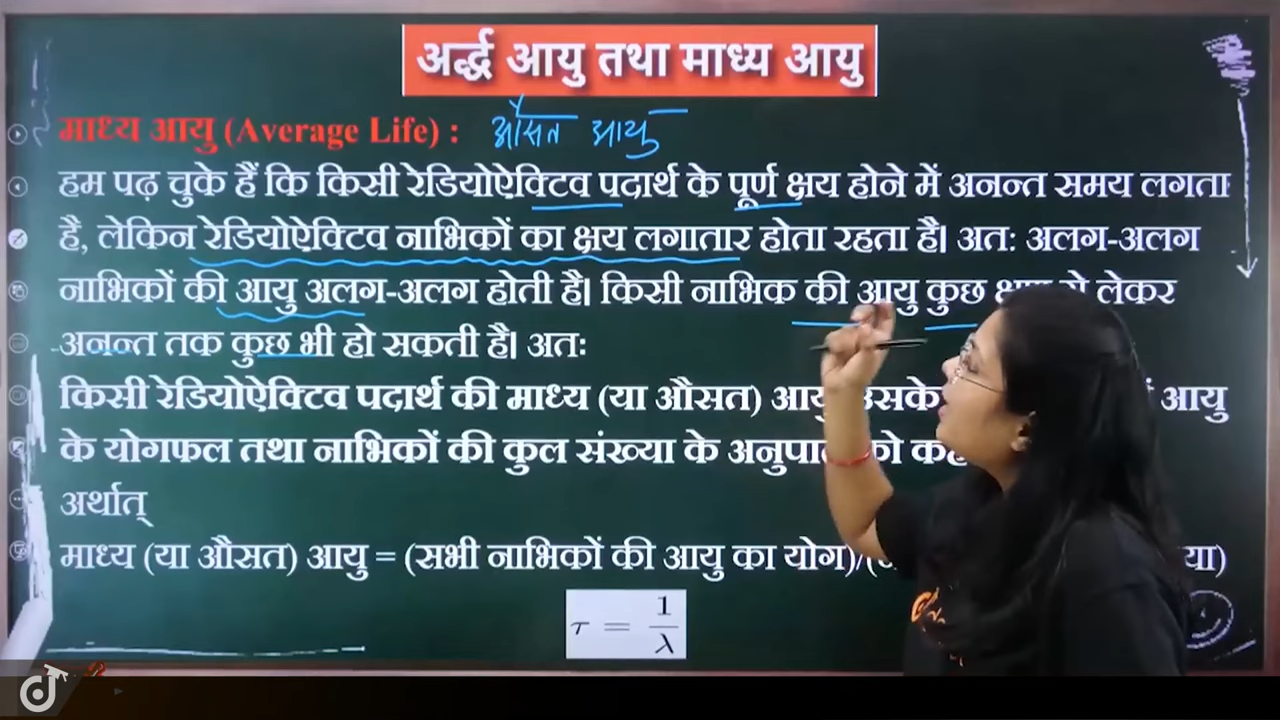 अर्द्ध आयु तथा माध्य आयु
माध्य आयु (Average Life) : औसत आयु
हम पढ़ चुके हैं कि किसी रेडियोऐक्टिव पदार्थ के पूर्ण क्षय होने में अनन्त समय लगता
है, लेकिन रेडियोऐक्टिव नाभिकों का क्षय लगातार होता रहता है। अतः अलग-अलग
नाभिकों की आयु अलग-अलग होती है। किसी नाभिक की आयु कुछ लेकर
अनन्त तक कुछ भी हो सकती है। अतः
किसी रेडियोऐक्टिव पदार्थ की माध्य (या औसत) आयु उसके आयु
के योगफल तथा नाभिकों की कुल संख्या के अनुपात को
अर्थात्
माध्य (या औसत) आयु = (सभी नाभिकों की आयु का योग)/(
τ = 1/λ